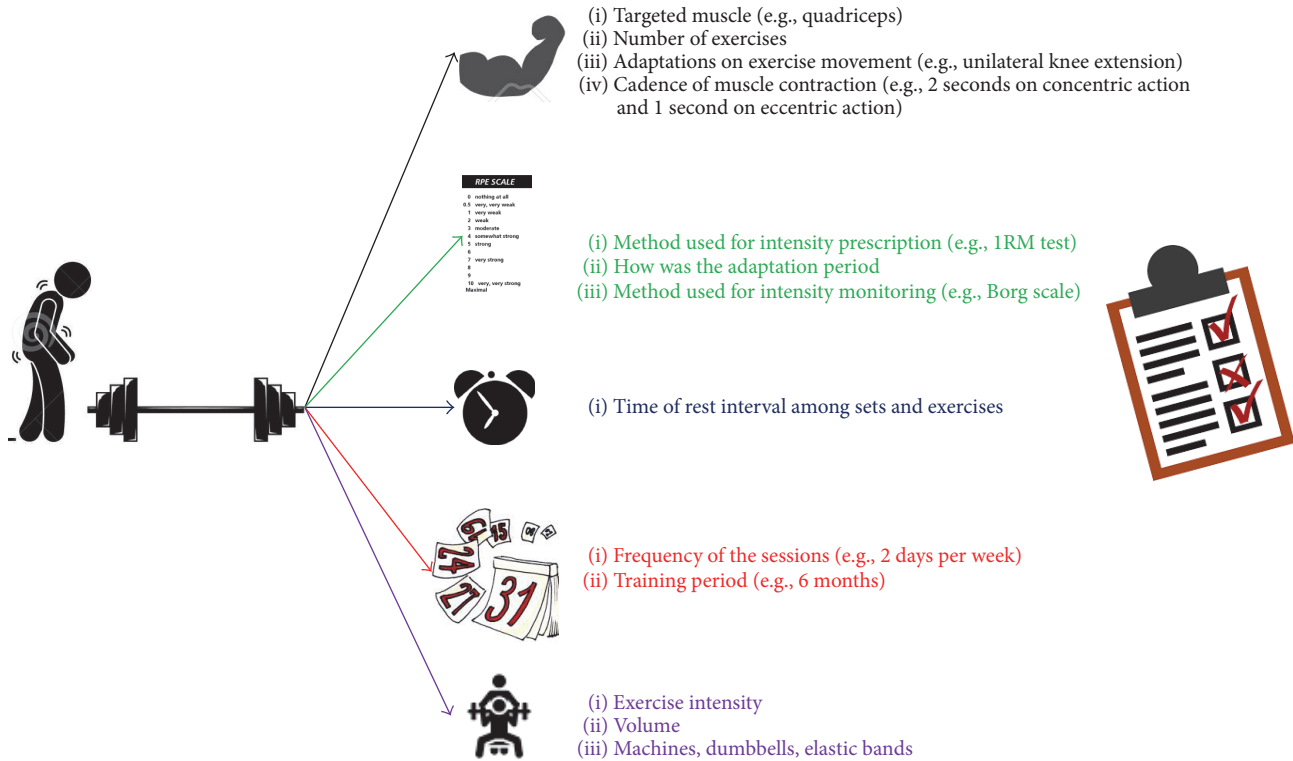 (i) Targeted muscle (e.g., quadriceps)
(ii) Number of exercises
(iii) Adaptations on exercise movement (e.g., unilateral knee extension)
(iv) Cadence of muscle contraction (e.g., 2 seconds on concentric action
and 1 second on eccentric action)
RPE SCALE
0 nothing at all
0.5 very, very weak
1 very weak
2 weak
3 moderate
4 somewhat strong
5 strong
6
7 very strong
8
9
10 very, very strong
Maximal
(i) Method used for intensity prescription (e.g., 1RM test)
(ii) How was the adaptation period
(iii) Method used for intensity monitoring (e.g., Borg scale)
(i) Time of rest interval among sets and exercises
15
24
27
31
(i) Frequency of the sessions (e.g., 2 days per week)
(ii) Training period (e.g., 6 months)
(i) Exercise intensity
(ii) Volume
(iii) Machines, dumbbells, elastic bands